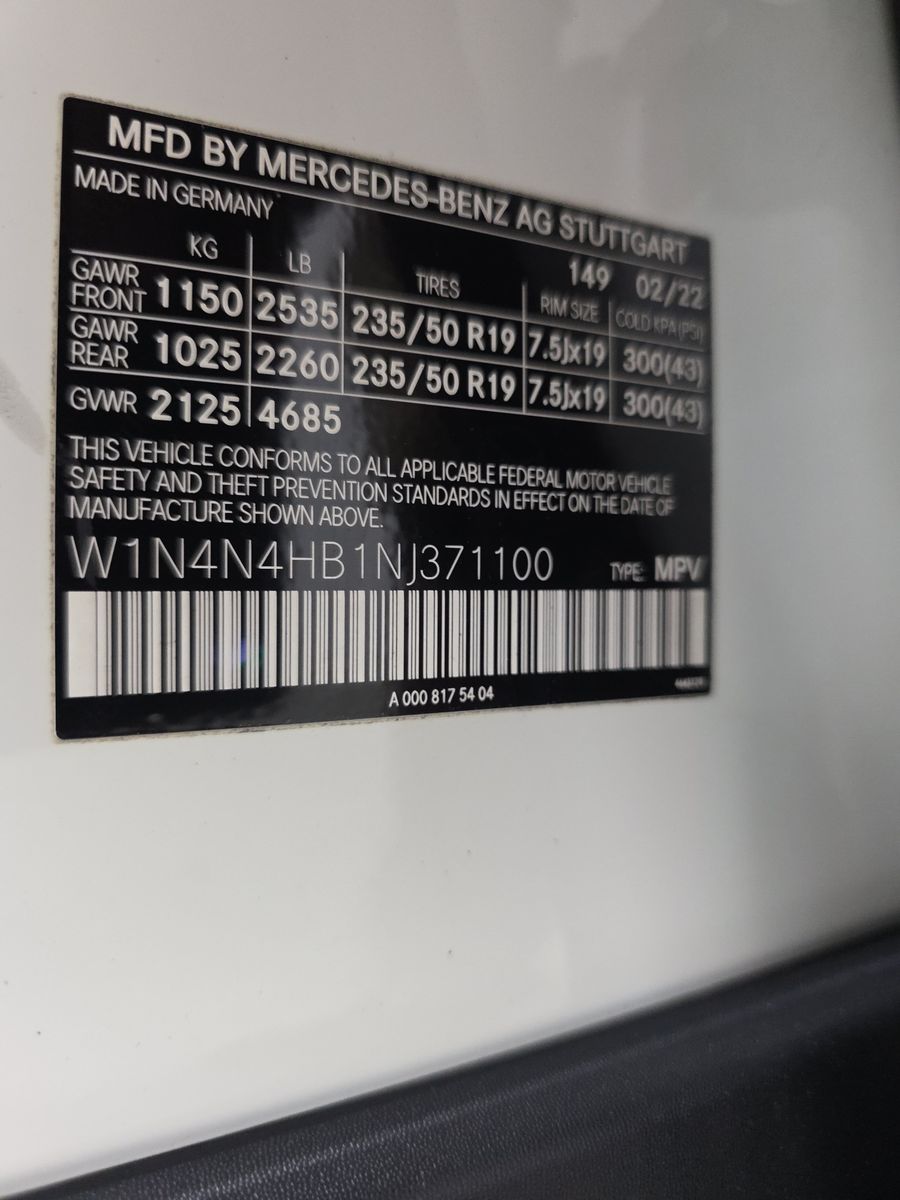 MFD BY MERCEDES-BENZ AG STUTTGART
MADE IN GERMANY 149 02/22
KG LB TIRES RIM SIZE COLD KPA(PSI)
GAWR FRONT 1150 2535 235/50 R19 7.5Jx19 300(43)
GAWR REAR 1025 2260 235/50 R19 7.5Jx19 300(43)
GVWR 2125 4685
THIS VEHICLE CONFORMS TO ALL APPLICABLE FEDERAL MOTOR VEHICLE
SAFETY AND THEFT PREVENTION STANDARDS IN EFFECT ON THE DATE OF
MANUFACTURE SHOWN ABOVE.
W1N4N4HB1NJ371100 TYPE: MPV
A 000 817 54 04